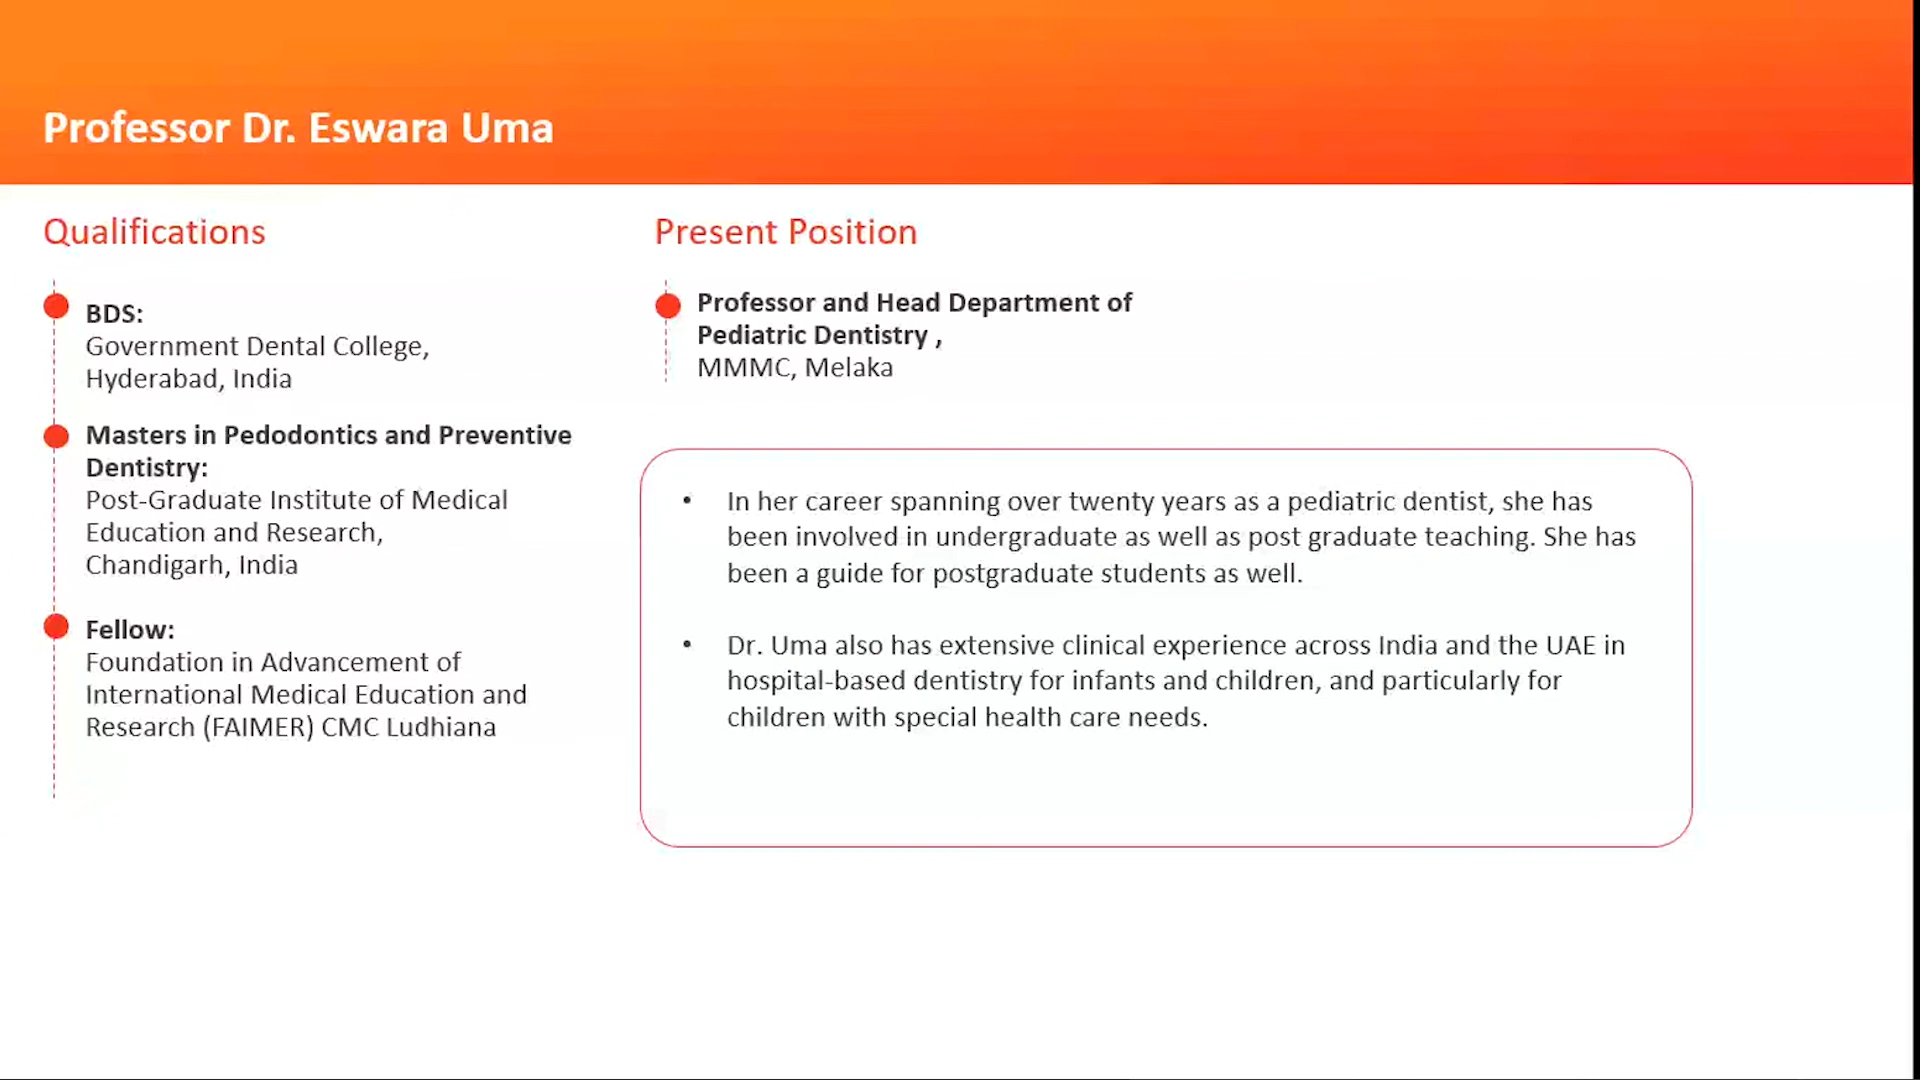 Professor Dr. Eswara Uma
Qualifications
BDS:
Government Dental College,
Hyderabad, India
Masters in Pedodontics and Preventive
Dentistry:
Post-Graduate Institute of Medical
Education and Research,
Chandigarh, India
Fellow:
Foundation in Advancement of
International Medical Education and
Research (FAIMER) CMC Ludhiana
Present Position
Professor and Head Department of
Pediatric Dentistry ,
MMMC, Melaka
• In her career spanning over twenty years as a pediatric dentist, she has
been involved in undergraduate as well as post graduate teaching. She has
been a guide for postgraduate students as well.
• Dr. Uma also has extensive clinical experience across India and the UAE in
hospital-based dentistry for infants and children, and particularly for
children with special health care needs.